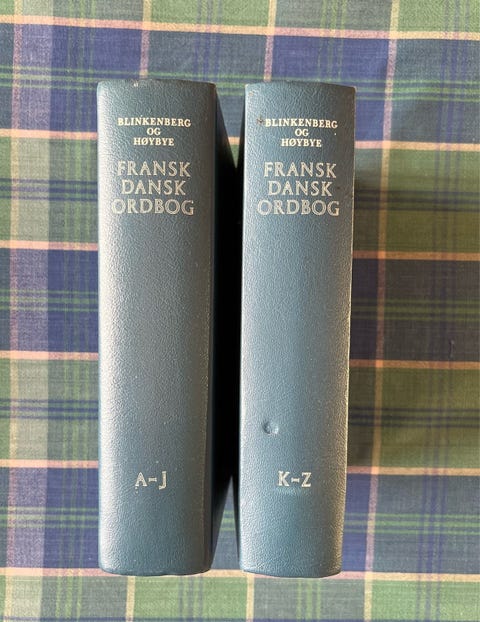 BLINKENBERG
OG
HØYBYE
FRANSK
DANSK
ORDBOG
A-J
BLINKENBERG
OG
HØYBYE
FRANSK
DANSK
ORDBOG
K-Z